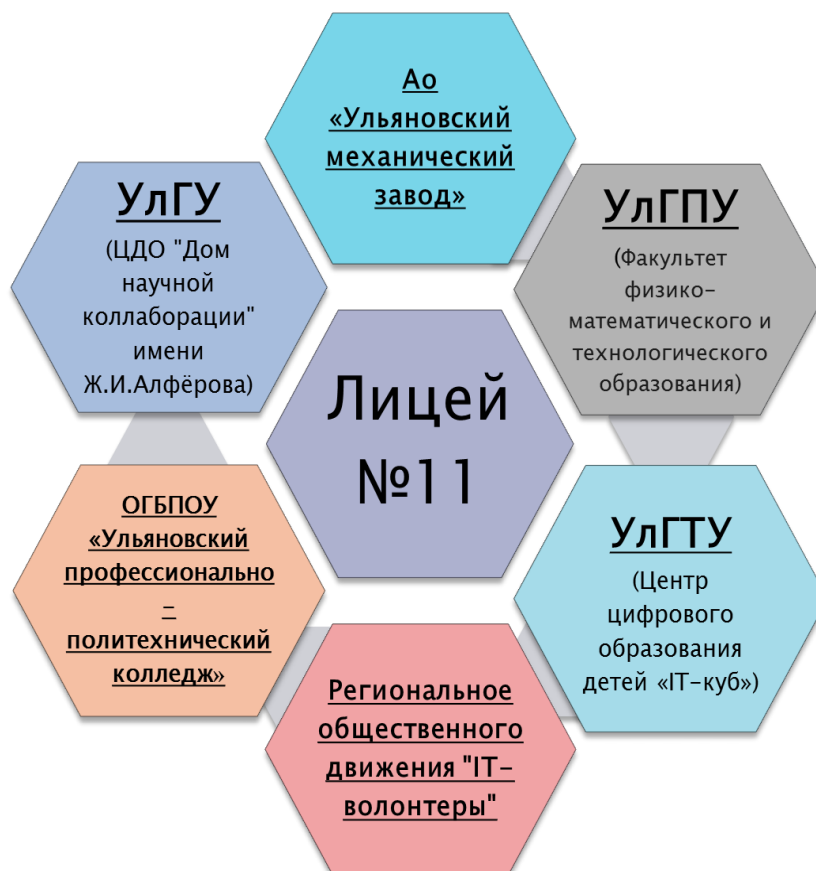 Ао
«Ульяновский
механический
завод»
УлГУ
(ЦДО "Дом
научной
коллаборации"
имени
Ж.И.Алфёрова)
УлГПУ
(Факультет
физико-
математического и
технологического
образования)
Лицей
№11
ОГБПОУ
«Ульяновский
профессионально
–
политехнический
колледж»
УлГТУ
(Центр
цифрового
образования
детей «IT-куб»)
Региональное
общественного
движения "IT-
волонтеры"